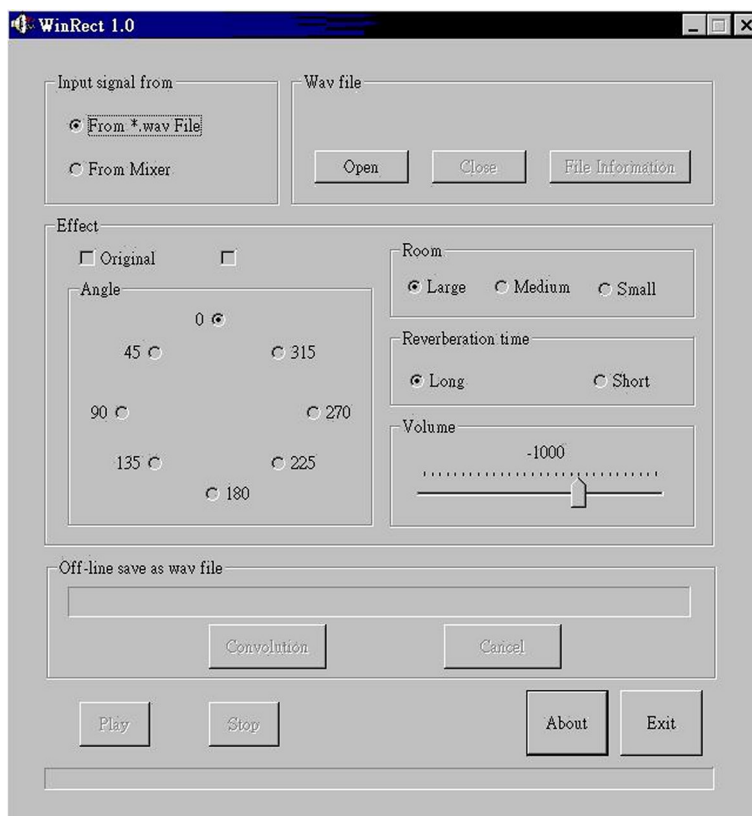 WinRect 1.0
Input signal from
From *.wav File
From Mixer
Wav file
Open Close File Information
Effect
Original
Angle
0
45 315
90 270
135 225
180
Room
Large Medium Small
Reverberation time
Long Short
Volume
-1000
Off-line save as wav file
Convolution Cancel
Play Stop About Exit